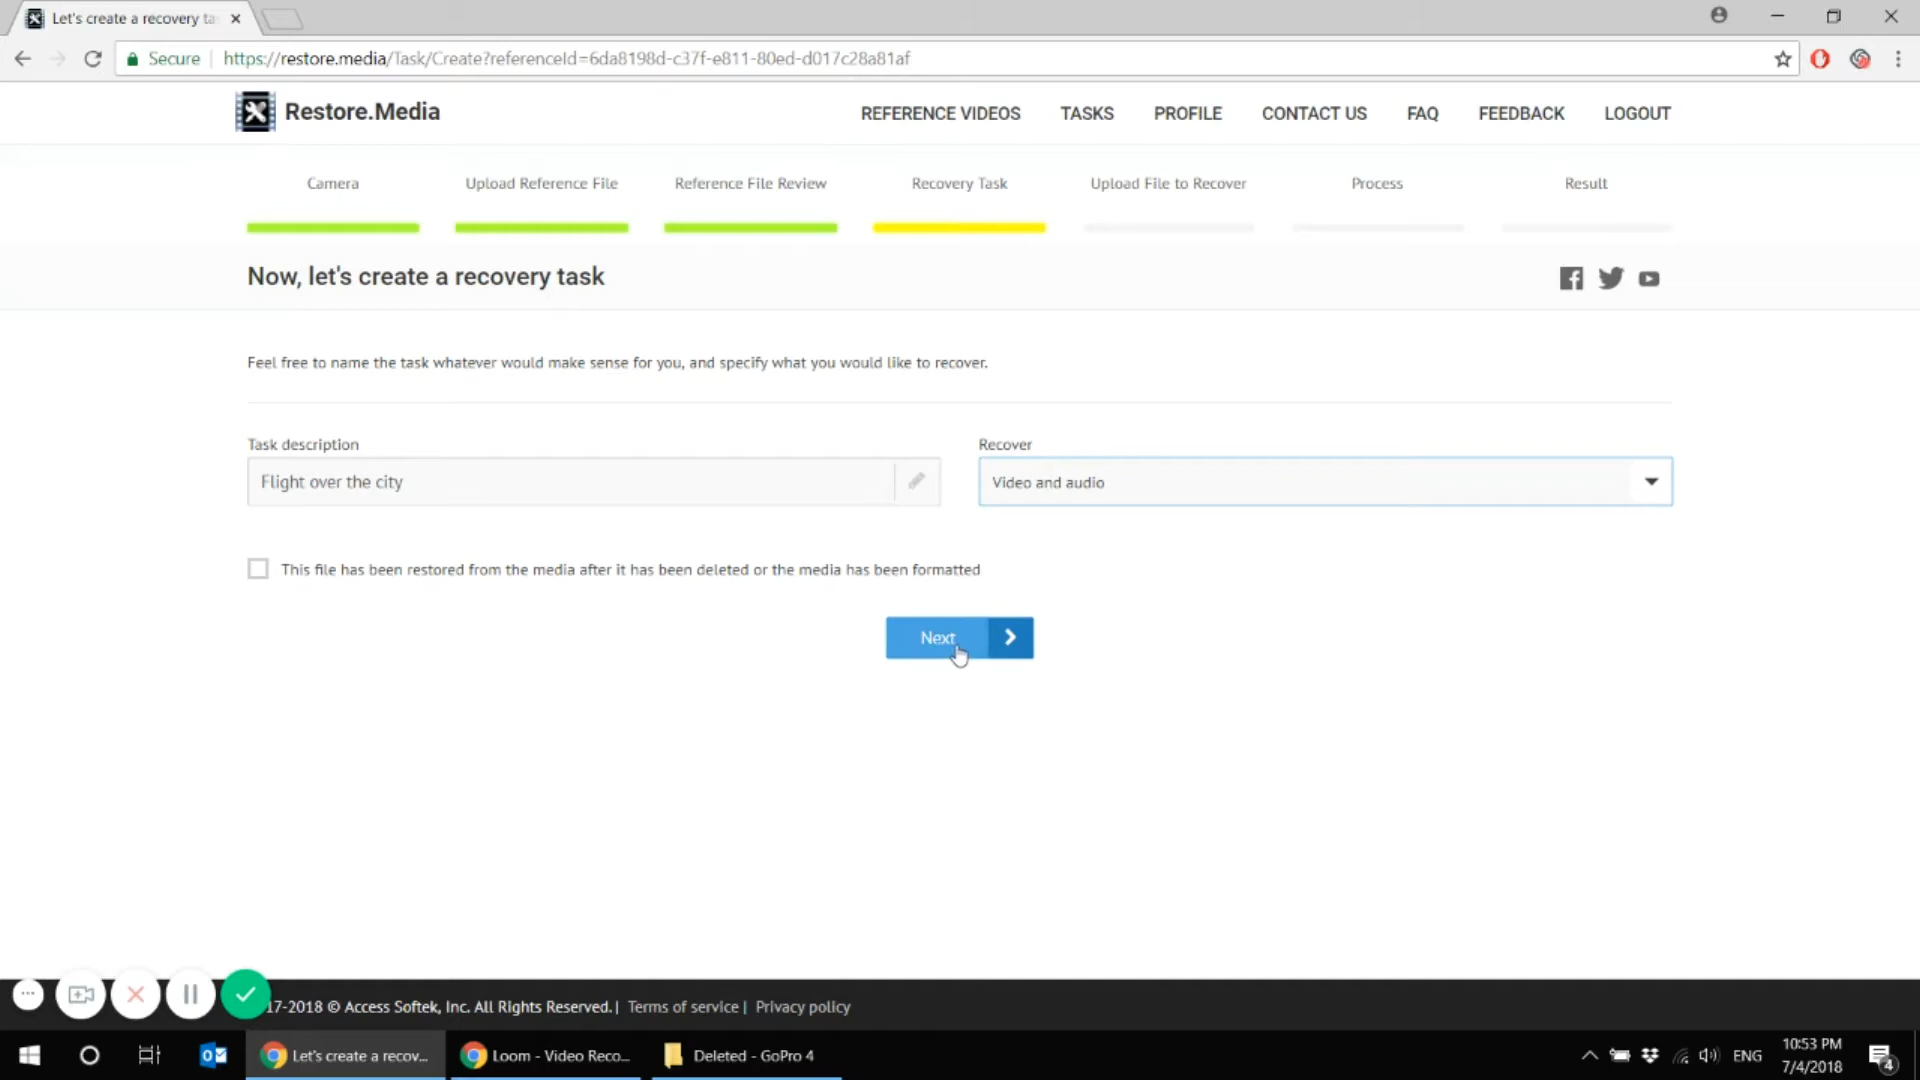 Let's create a recovery ta
Secure
https://restore.media/Task/Create?referenceId=6da8198d-c37f-e811-80ed-d017c28a81af
Restore.Media
REFERENCE VIDEOS
TASKS
PROFILE
CONTACT US
FAQ
FEEDBACK
LOGOUT
Camera
Upload Reference File
Reference File Review
Recovery Task
Upload File to Recover
Process
Result
Now, let's create a recovery task
Feel free to name the task whatever would make sense for you, and specify what you would like to recover.
Task description
Recover
Flight over the city
Video and audio
This file has been restored from the media after it has been deleted or the media has been formatted
Next
17-2018 © Access Softek, Inc. All Rights Reserved. | Terms of service | Privacy policy
Let's create a recov...
Loom - Video Reco...
Deleted - GoPro 4
ENG
10:53 PM
7/4/2018
4